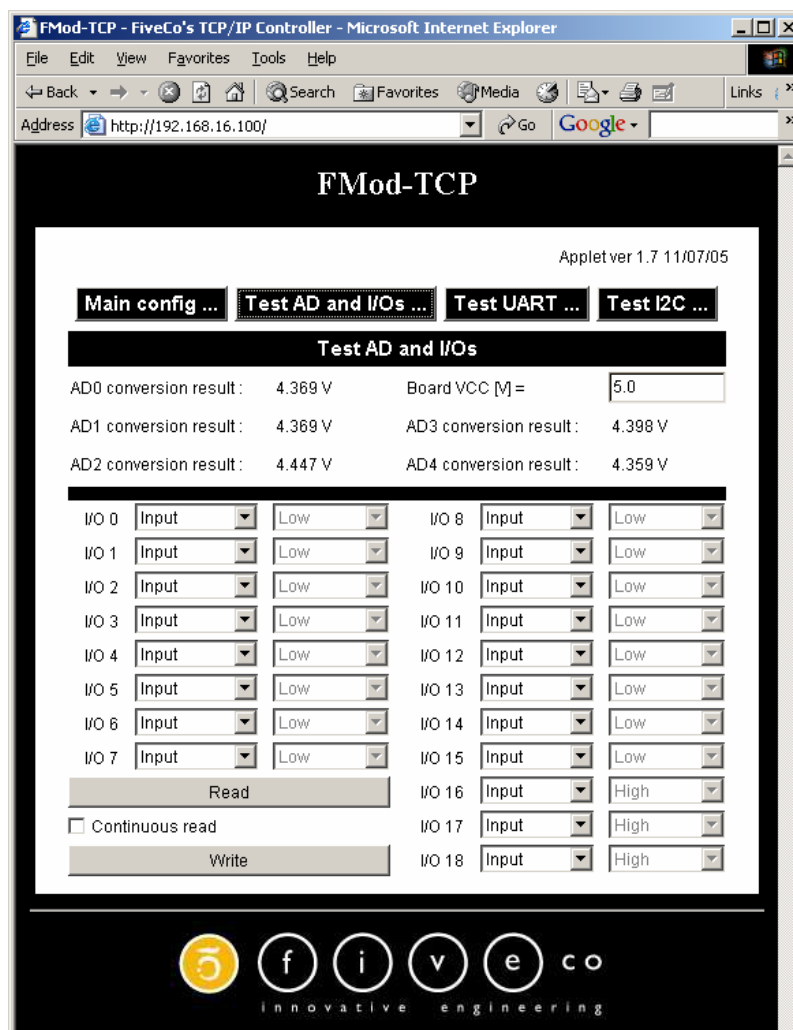 FMod-TCP - FiveCo's TCP/IP Controller - Microsoft Internet Explorer
File Edit View Favorites Tools Help
Back Search Favorites Media Links
Address http://192.168.16.100/ Go Google
FMod-TCP
Applet ver 1.7 11/07/05
Main config ... Test AD and I/Os ... Test UART ... Test I2C ...
Test AD and I/Os
AD0 conversion result : 4.369 V Board VCC [V] = 5.0
AD1 conversion result : 4.369 V AD3 conversion result : 4.398 V
AD2 conversion result : 4.447 V AD4 conversion result : 4.359 V
I/O 0 Input Low I/O 8 Input Low
I/O 1 Input Low I/O 9 Input Low
I/O 2 Input Low I/O 10 Input Low
I/O 3 Input Low I/O 11 Input Low
I/O 4 Input Low I/O 12 Input Low
I/O 5 Input Low I/O 13 Input Low
I/O 6 Input Low I/O 14 Input Low
I/O 7 Input Low I/O 15 Input Low
Read I/O 16 Input High
Continuous read I/O 17 Input High
Write I/O 18 Input High
5 five co
innovative engineering